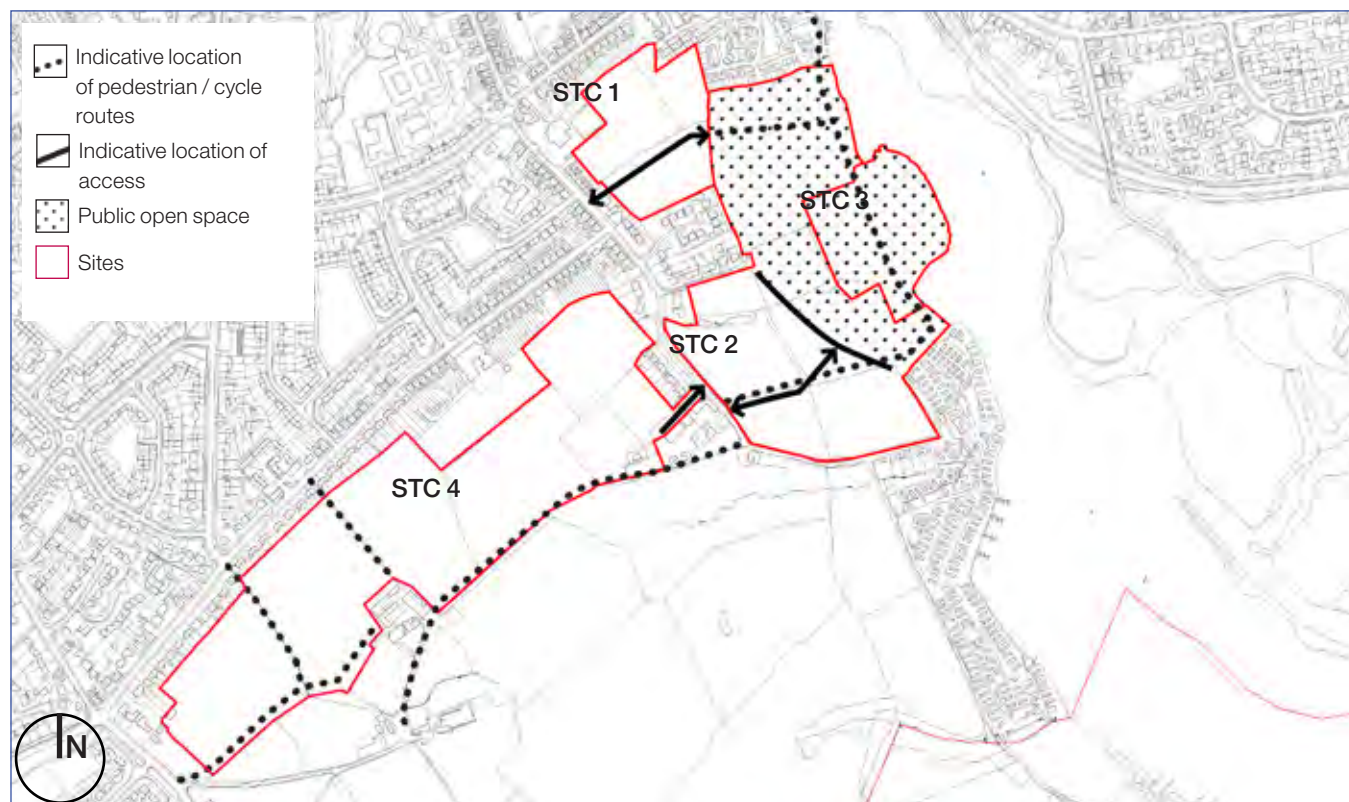 Indicative location
of pedestrian / cycle
routes
Indicative location of
access
Public open space
Sites
STC 1
STC 3
STC 2
STC 4
N